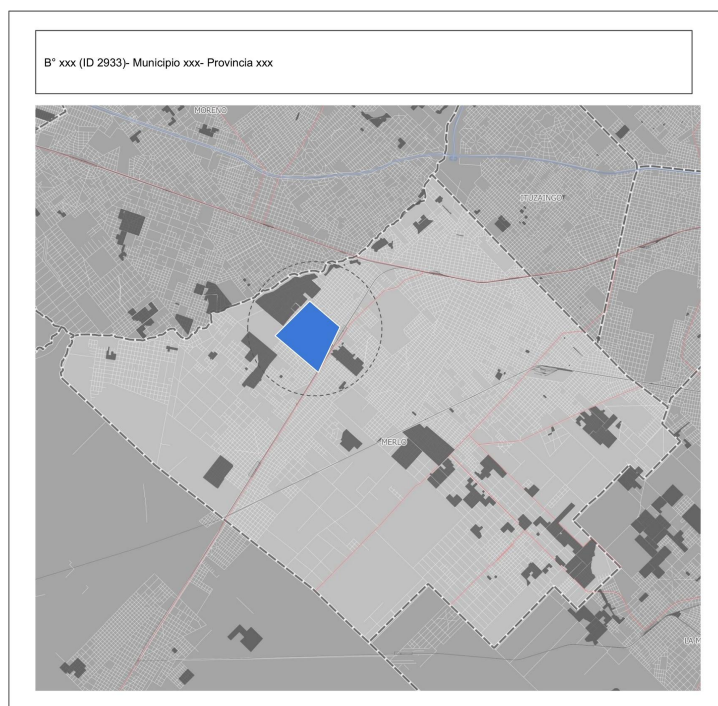 B° xxx (ID 2933)- Municipio xxx- Provincia xxx
MORENO
ITUZAINGO
MERLO
LA M